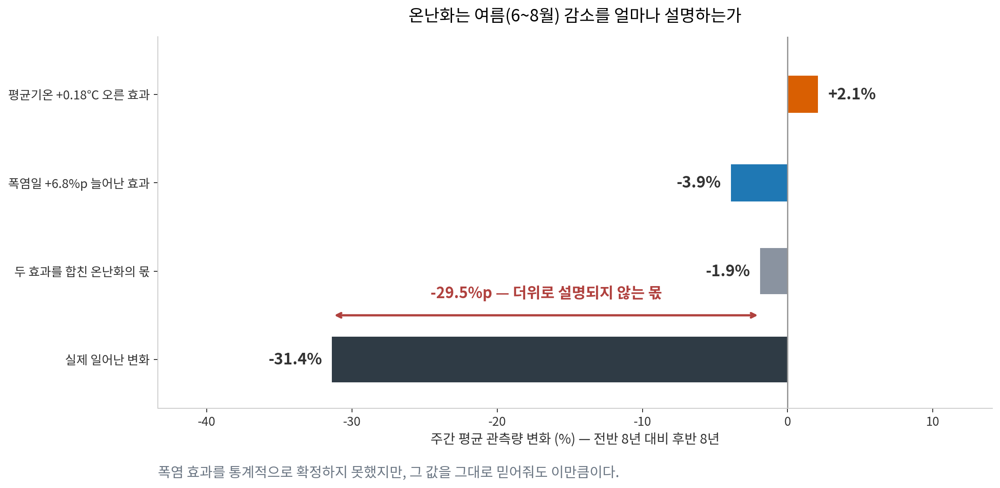 온난화는 여름(6~8월) 감소를 얼마나 설명하는가
평균기온 +0.18℃ 오른 효과
+2.1%
폭염일 +6.8%p 늘어난 효과
-3.9%
두 효과를 합친 온난화의 몫
-1.9%
-29.5%p — 더위로 설명되지 않는 몫
실제 일어난 변화
-31.4%
-40 -30 -20 -10 0 10
주간 평균 관측량 변화 (%) — 전반 8년 대비 후반 8년
폭염 효과를 통계적으로 확정하지 못했지만, 그 값을 그대로 믿어줘도 이만큼이다.